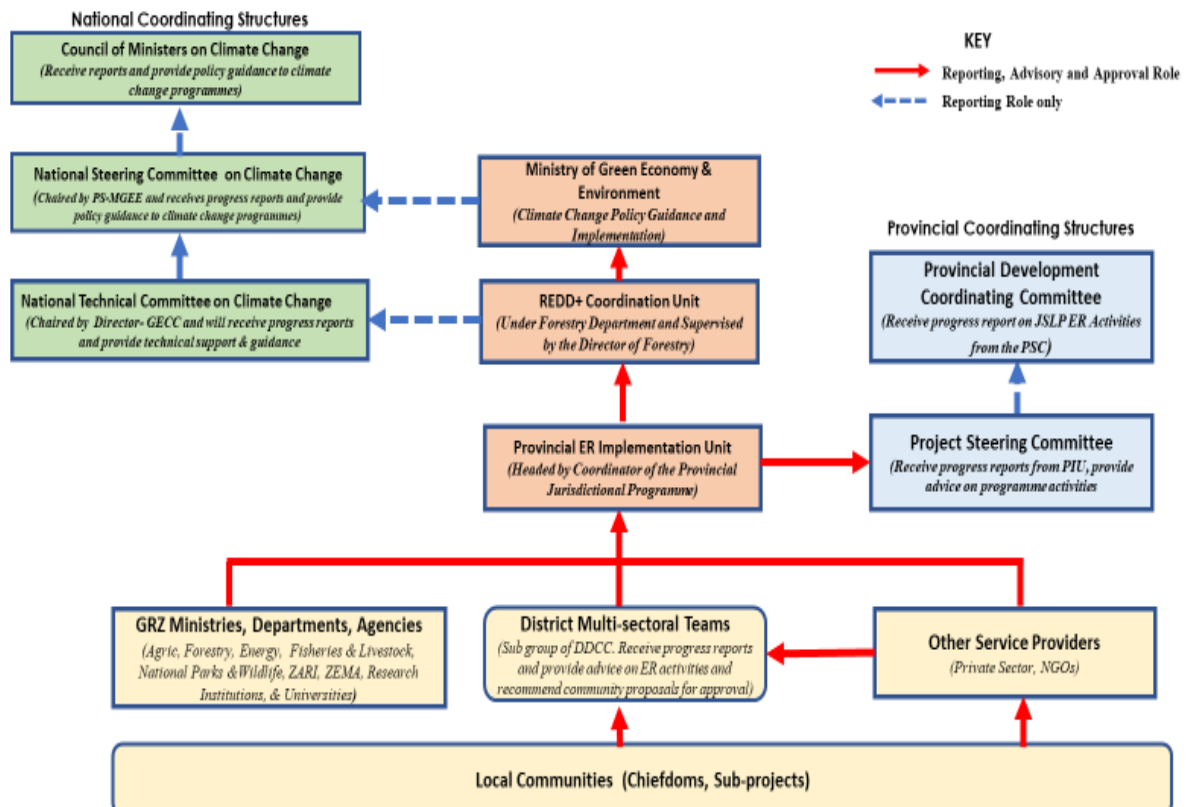 National Coordinating Structures
Council of Ministers on Climate Change
(Receive reports and provide policy guidance to climate
change programmes)
KEY
Reporting, Advisory and Approval Role
Reporting Role only
National Steering Committee on Climate Change
(Chaired by PS-MGEE and receives progress reports and provide
policy guidance to climate change programmes)
Ministry of Green Economy &
Environment
(Climate Change Policy Guidance and
Implementation)
Provincial Coordinating Structures
National Technical Committee on Climate Change
(Chaired by Director- GECC and will receive progress reports
and provide technical support & guidance
REDD+ Coordination Unit
(Under Forestry Department and Supervised
by the Director of Forestry)
Provincial Development
Coordinating Committee
(Receive progress report on JSLP ER Activities
from the PSC)
Provincial ER Implementation Unit
(Headed by Coordinator of the Provincial
Jurisdictional Programme)
Project Steering Committee
(Receive progress reports from PIU, provide
advice on programme activities
GRZ Ministries, Departments, Agencies
(Agric, Forestry, Energy, Fisheries & Livestock,
National Parks &Wildlife, ZARI, ZEMA, Research
Institutions, & Universities)
District Multi-sectoral Teams
(Sub group of DDCC. Receive progress reports
and provide advice on ER activities and
recommend community proposals for approval)
Other Service Providers
(Private Sector, NGOs)
Local Communities (Chiefdoms, Sub-projects)